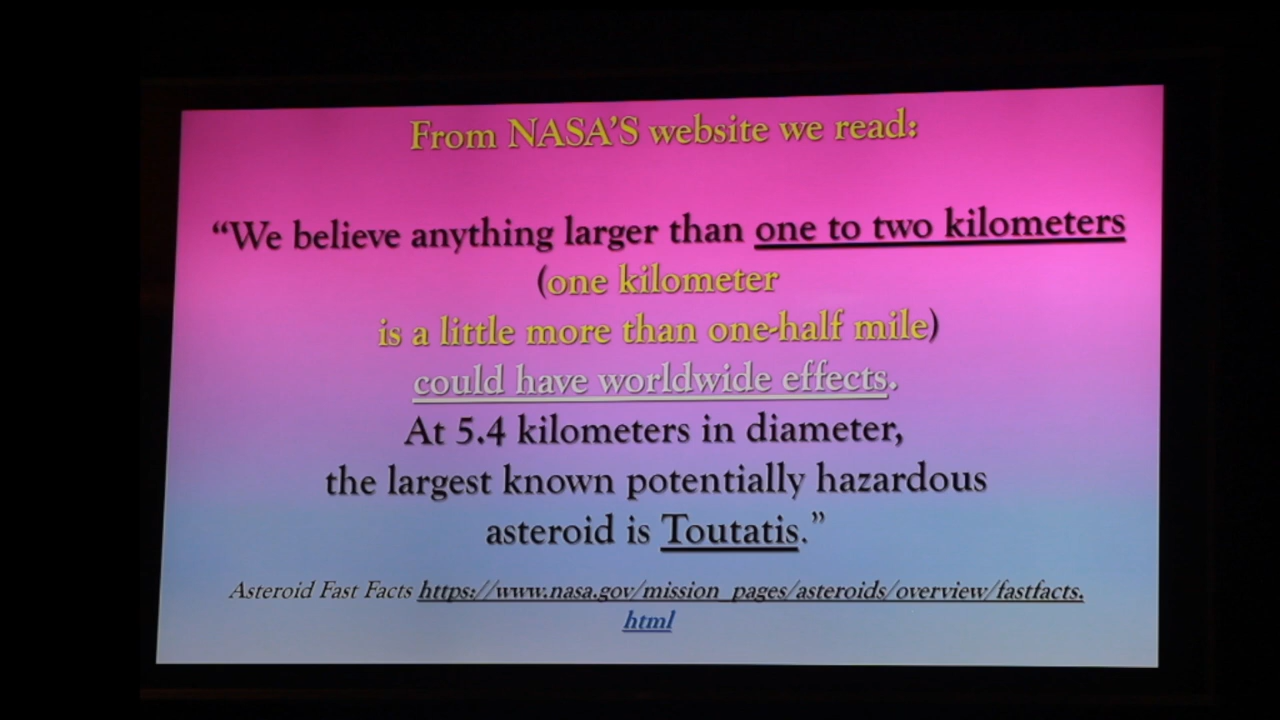 From NASA'S website we read:
“We believe anything larger than one to two kilometers
(one kilometer
is a little more than one-half mile)
could have worldwide effects.
At 5.4 kilometers in diameter,
the largest known potentially hazardous
asteroid is Toutatis.”
Asteroid Fast Facts https://www.nasa.gov/mission_pages/asteroids/overview/fastfacts.
html